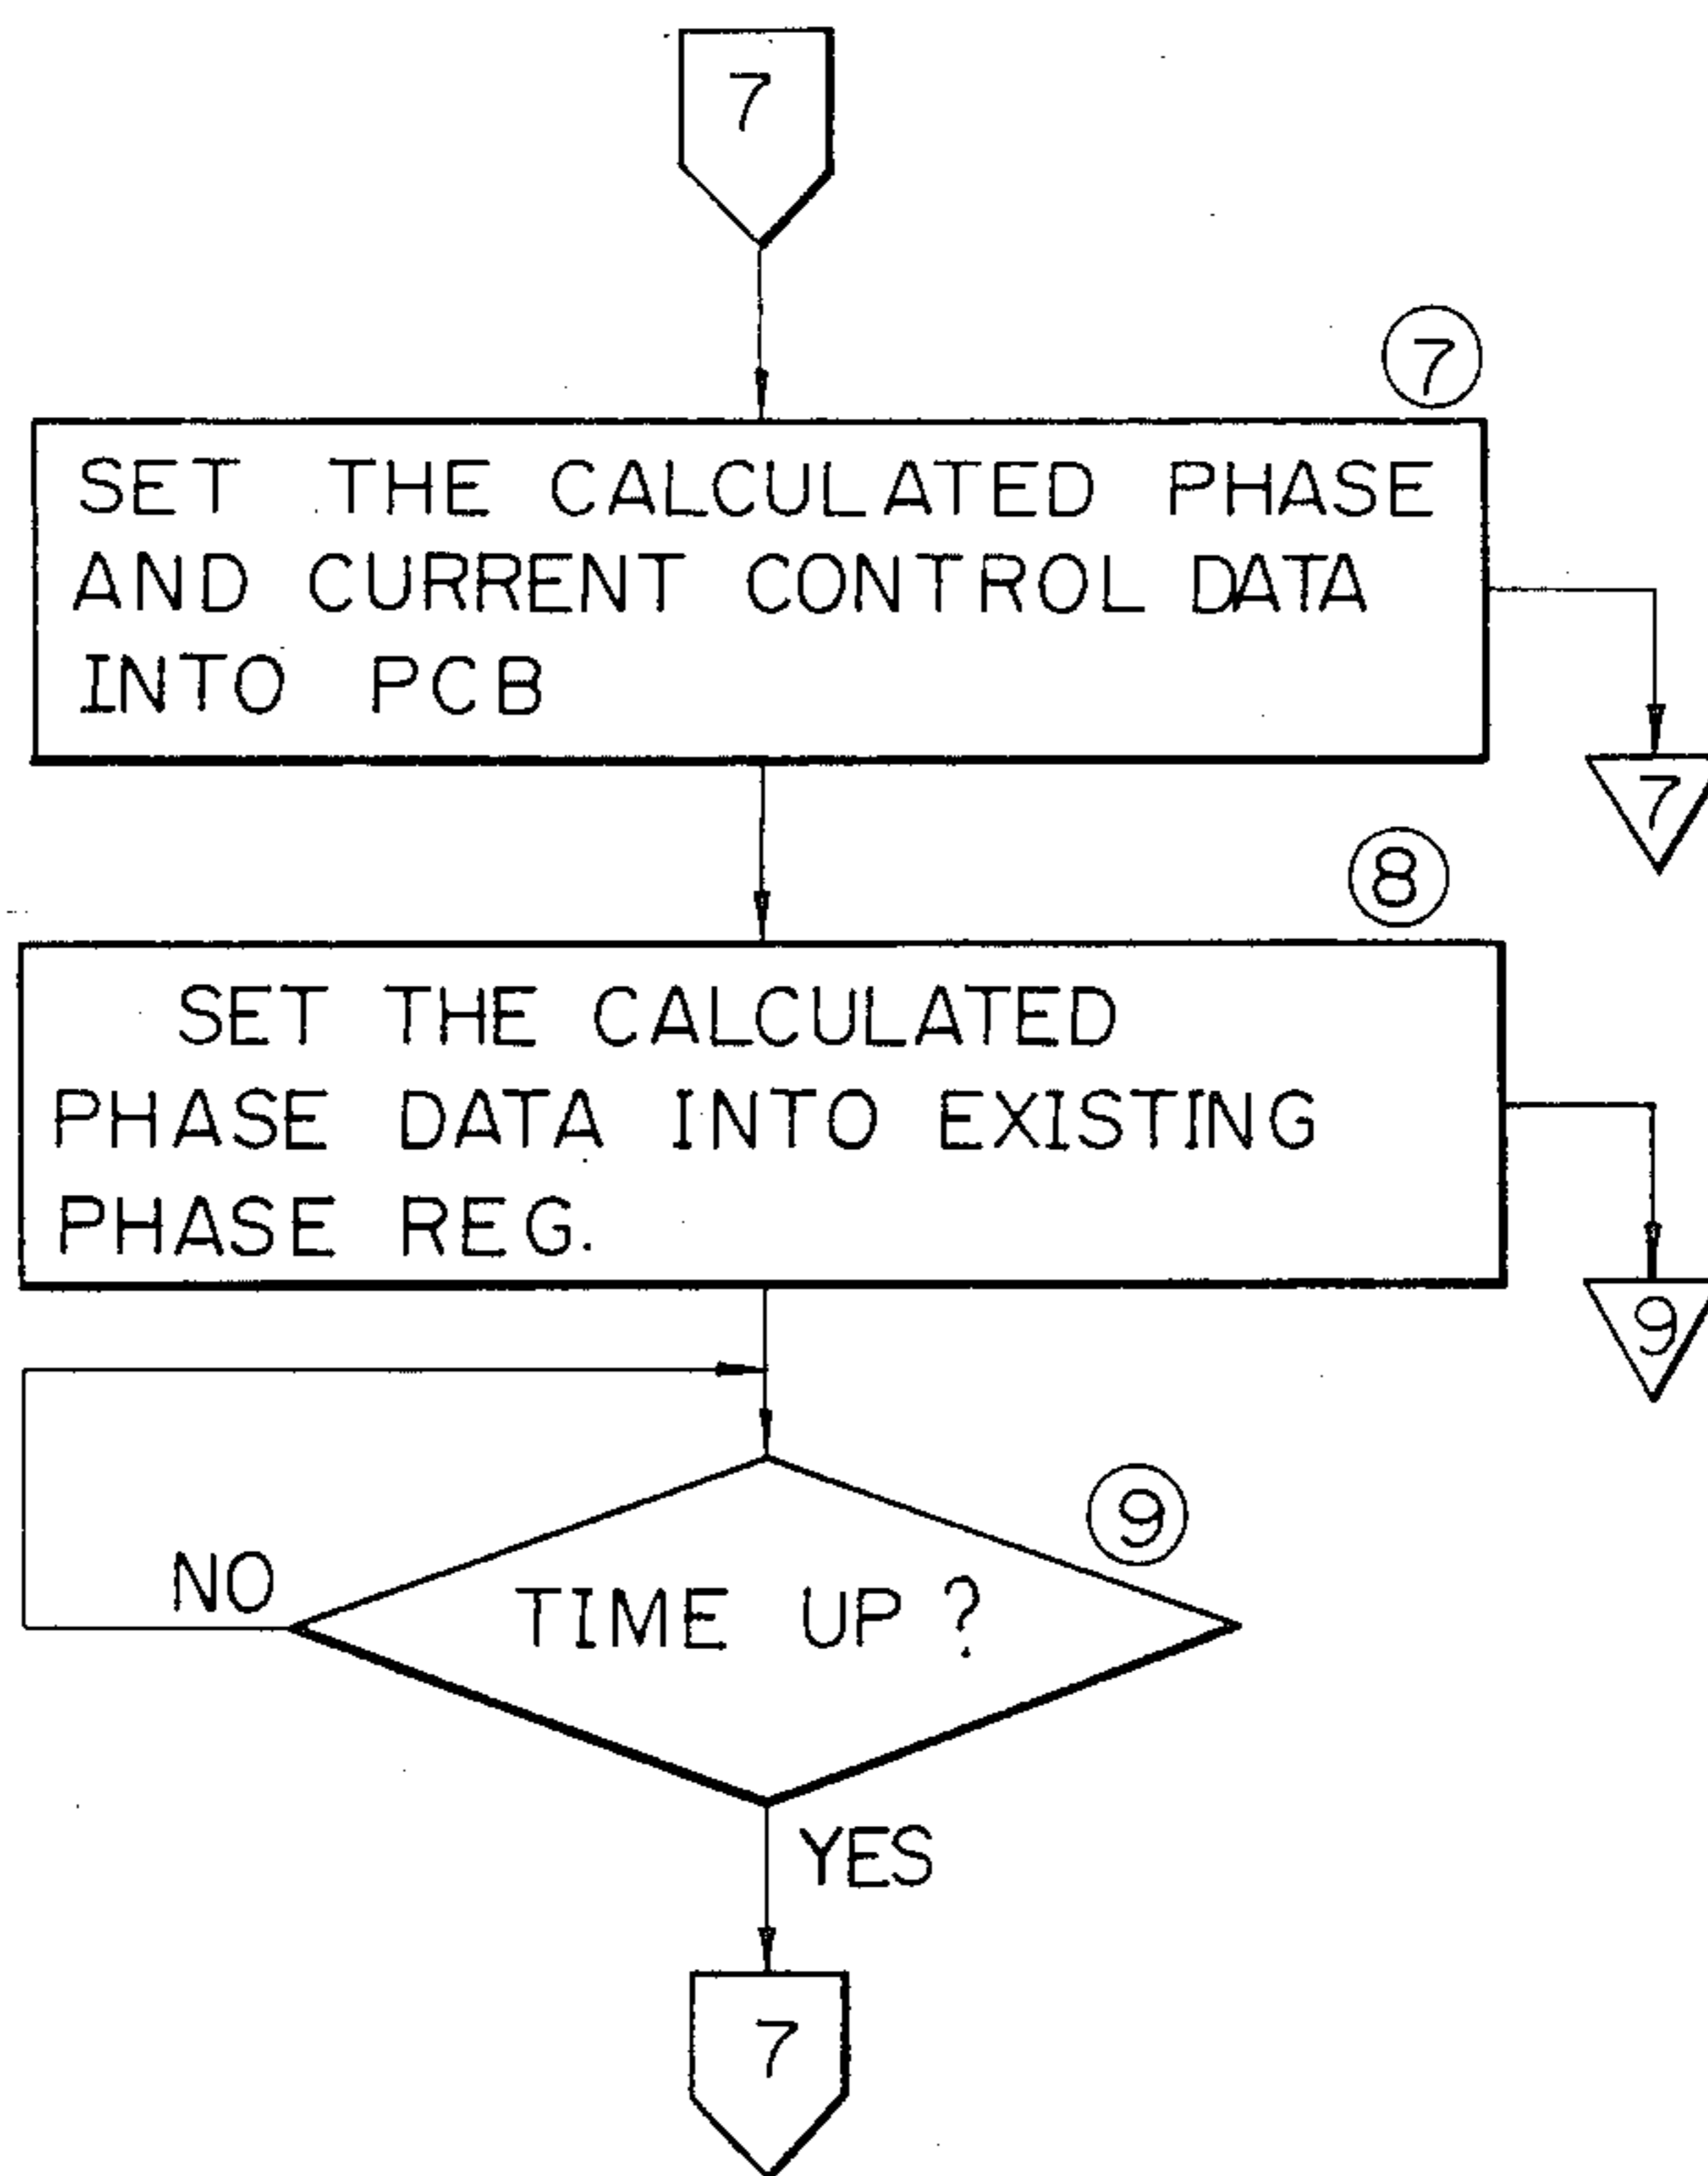 7
7
SET THE CALCULATED PHASE
AND CURRENT CONTROL DATA
INTO PCB
7
8
SET THE CALCULATED
PHASE DATA INTO EXISTING
PHASE REG.
9
9
NO
TIME UP ?
YES
7